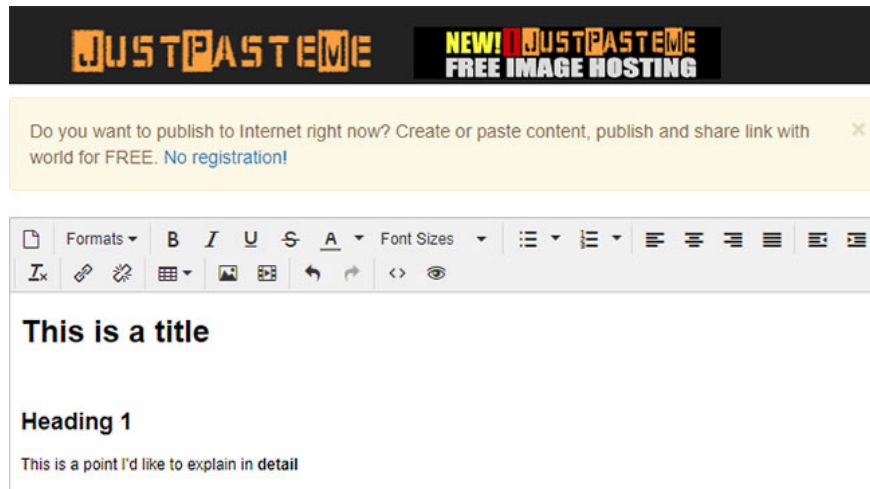 JUSTPASTEME
NEW! JUSTPASTEME
FREE IMAGE HOSTING
Do you want to publish to Internet right now? Create or paste content, publish and share link with
world for FREE. No registration!
×
Formats B I U S A Font Sizes
Tx
This is a title
Heading 1
This is a point I'd like to explain in detail